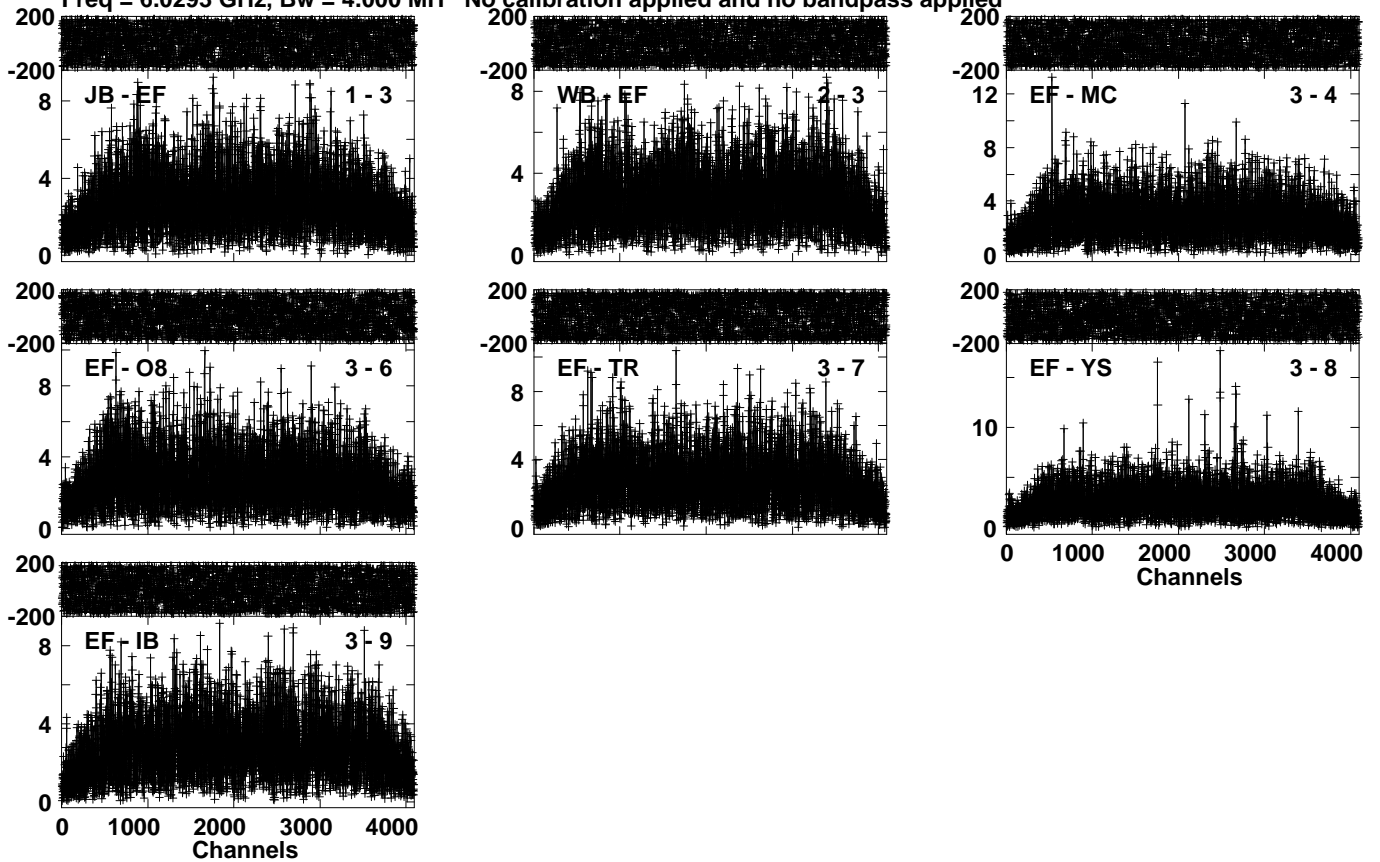 Freq = 6.0293 GHz, Bw = 4.000 MH No calibration applied and no bandpass applied
200
-200
JB - EF 1 - 3
8
4
0
200
-200
WB - EF 2 - 3
8
4
0
200
-200
EF - MC 3 - 4
12
8
4
0
200
-200
EF - O8 3 - 6
8
4
0
200
-200
EF - TR 3 - 7
8
4
0
200
-200
EF - YS 3 - 8
10
0
0 1000 2000 3000 4000
Channels
200
-200
EF - IB 3 - 9
8
4
0
0 1000 2000 3000 4000
Channels